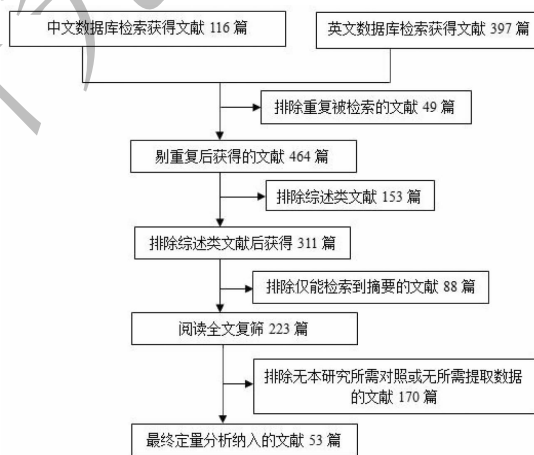 中文数据库检索获得文献 116 篇
英文数据库检索获得文献 397 篇
排除重复被检索的文献 49 篇
剔重复后获得的文献 464 篇
排除综述类文献 153 篇
排除综述类文献后获得 311 篇
排除仅能检索到摘要的文献 88 篇
阅读全文复筛 223 篇
排除无本研究所需对照或无所需提取数据
的文献 170 篇
最终定量分析纳入的文献 53 篇